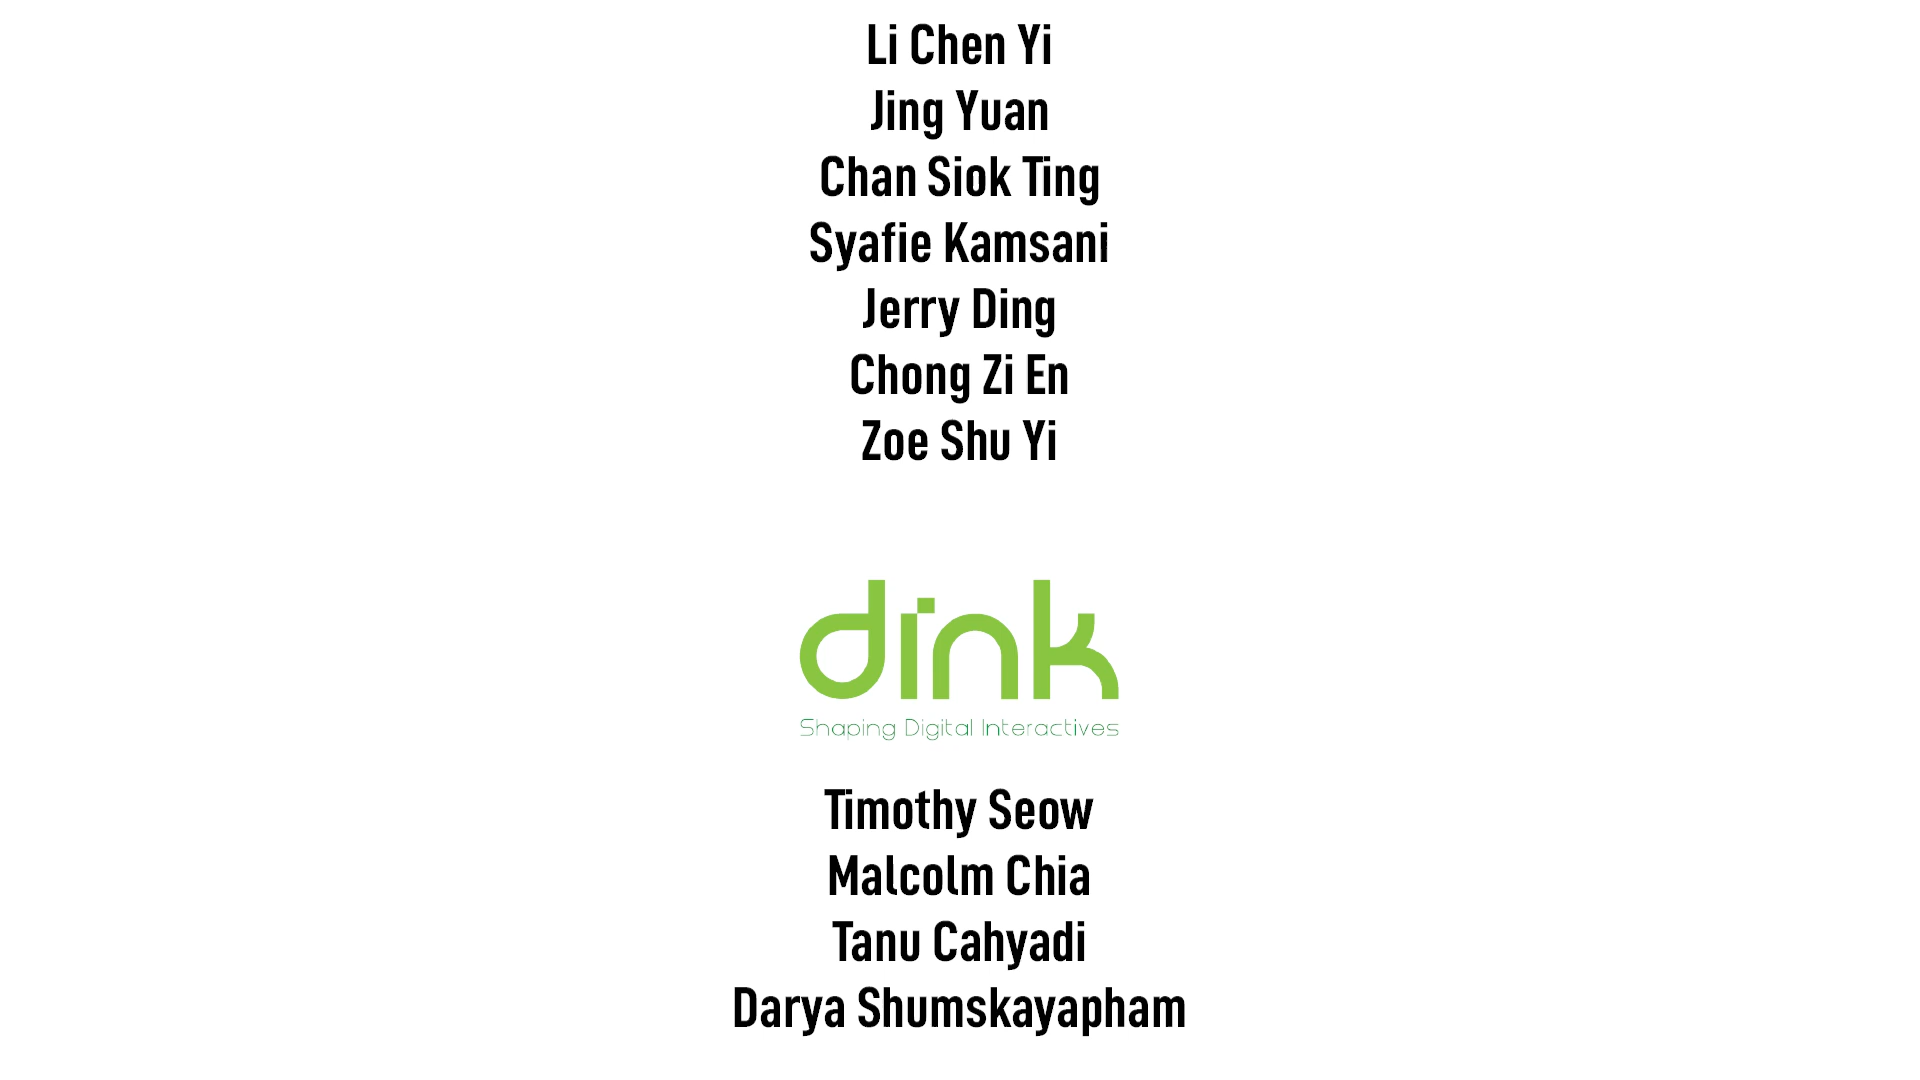 Li Chen Yi
Jing Yuan
Chan Siok Ting
Syafie Kamsani
Jerry Ding
Chong Zi En
Zoe Shu Yi
dink
Shaping Digital Interactives
Timothy Seow
Malcolm Chia
Tanu Cahyadi
Darya Shumskayapham